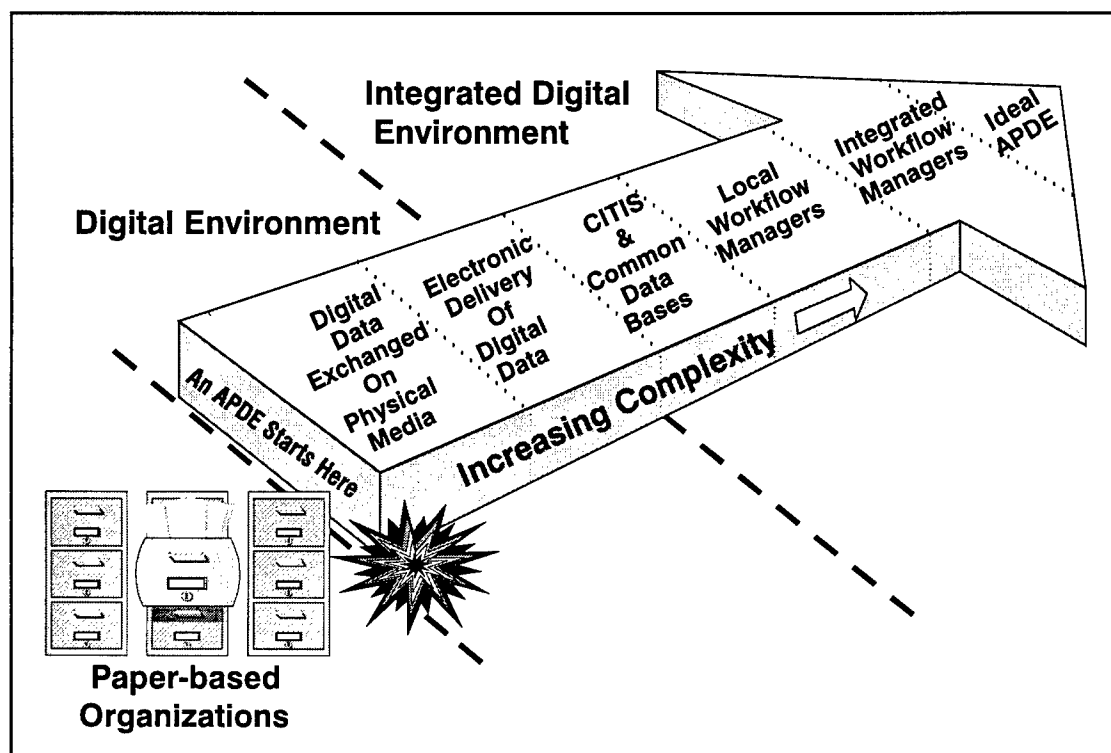 Integrated Digital
Environment
Digital Environment
Digital
Data
Exchanged
On
Physical
Media
Electronic
Delivery
Of
Digital
Data
CITIS
&
Common
Data
Bases
Local
Workflow
Managers
Integrated
Workflow
Managers
Ideal
APDE
An APDE Starts Here
Increasing Complexity
Paper-based
Organizations